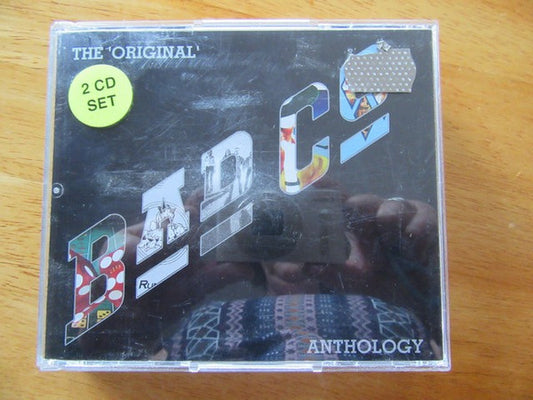 THE 'ORIGINAL'
2 CD
SET
BAD CO
ANTHOLOGY